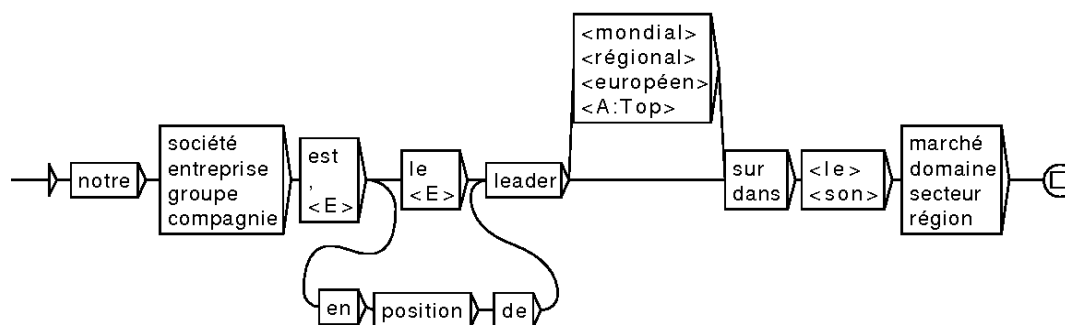 notre
société
entreprise
groupe
compagnie
est
,
<E>
le
<E>
leader
<mondial>
<régional>
<européen>
<A:Top>
sur
dans
<le>
<son>
marché
domaine
secteur
région
en
position
de